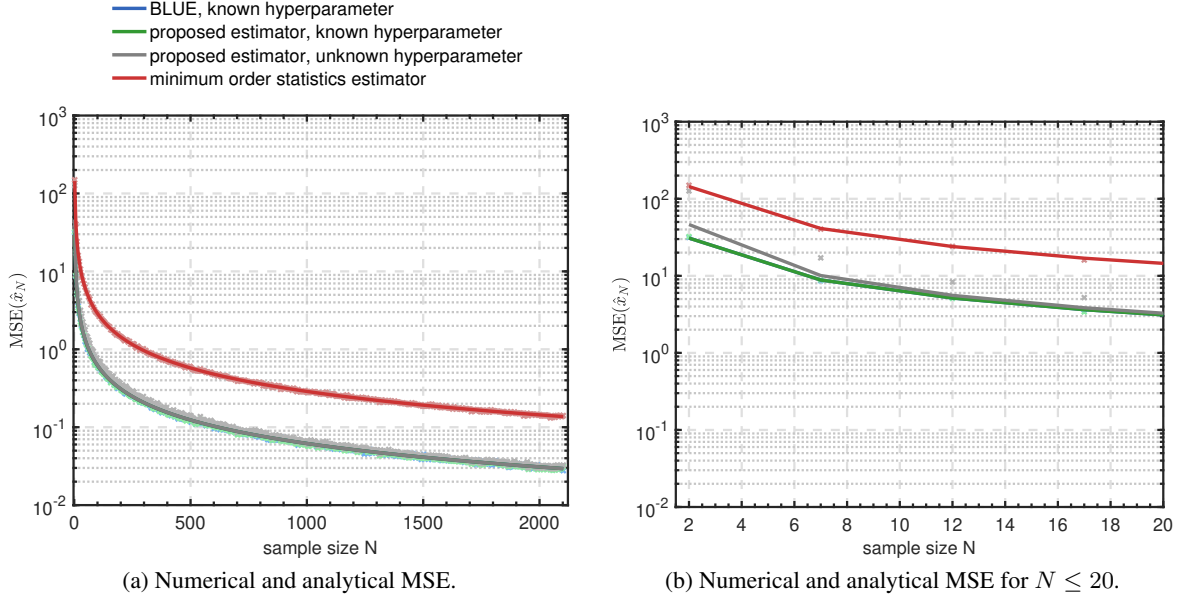 BLUE, known hyperparameter
proposed estimator, known hyperparameter
proposed estimator, unknown hyperparameter
minimum order statistics estimator
10^3
10^2
10^1
10^0
10^-1
10^-2
MSE(x̂_N)
0 500 1000 1500 2000
sample size N
(a) Numerical and analytical MSE.
10^3
10^2
10^1
10^0
10^-1
10^-2
MSE(x̂_N)
2 4 6 8 10 12 14 16 18 20
sample size N
(b) Numerical and analytical MSE for N ≤ 20.